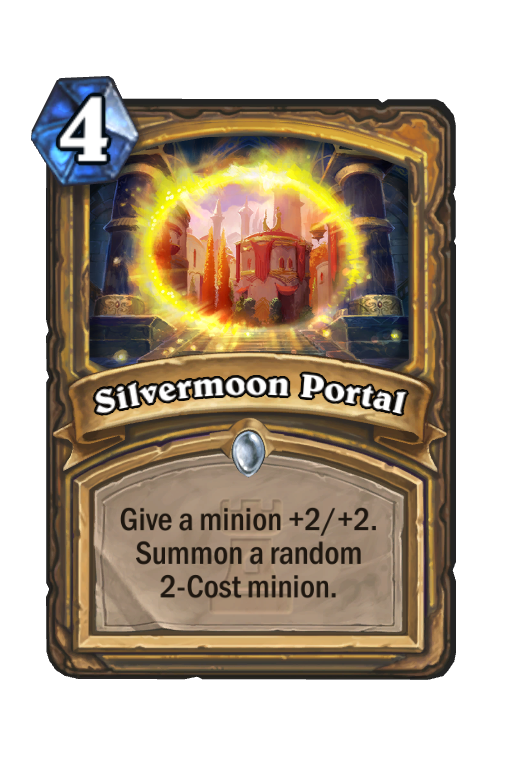 4
Silvermoon Portal
Give a minion +2/+2.
Summon a random
2-Cost minion.